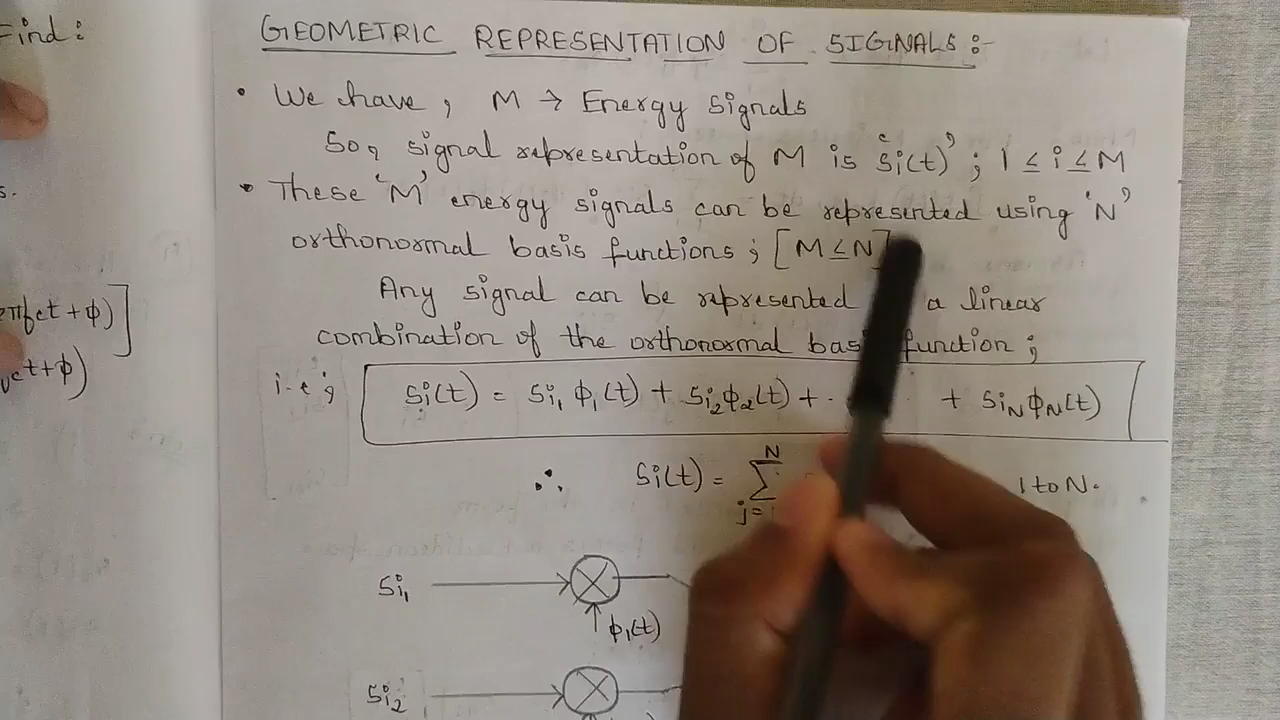 Find:
GEOMETRIC REPRESENTATION OF SIGNALS :-
• We have, M → Energy signals
So, signal representation of M is 'si(t)' ; 1 ≤ i ≤ M
s.
• These 'M' energy signals can be represented using 'N'
orthonormal basis functions ; [M ≤ N]
πfct + φ)]
Any signal can be represented a linear
combination of the orthonormal basis function ;
ct + φ)
i.e; si(t) = si1 φ1(t) + si2 φ2(t) + . + siN φN(t)
∴ si(t) = N ∑ j= 1 to N.
si1 φ1(t)
si2